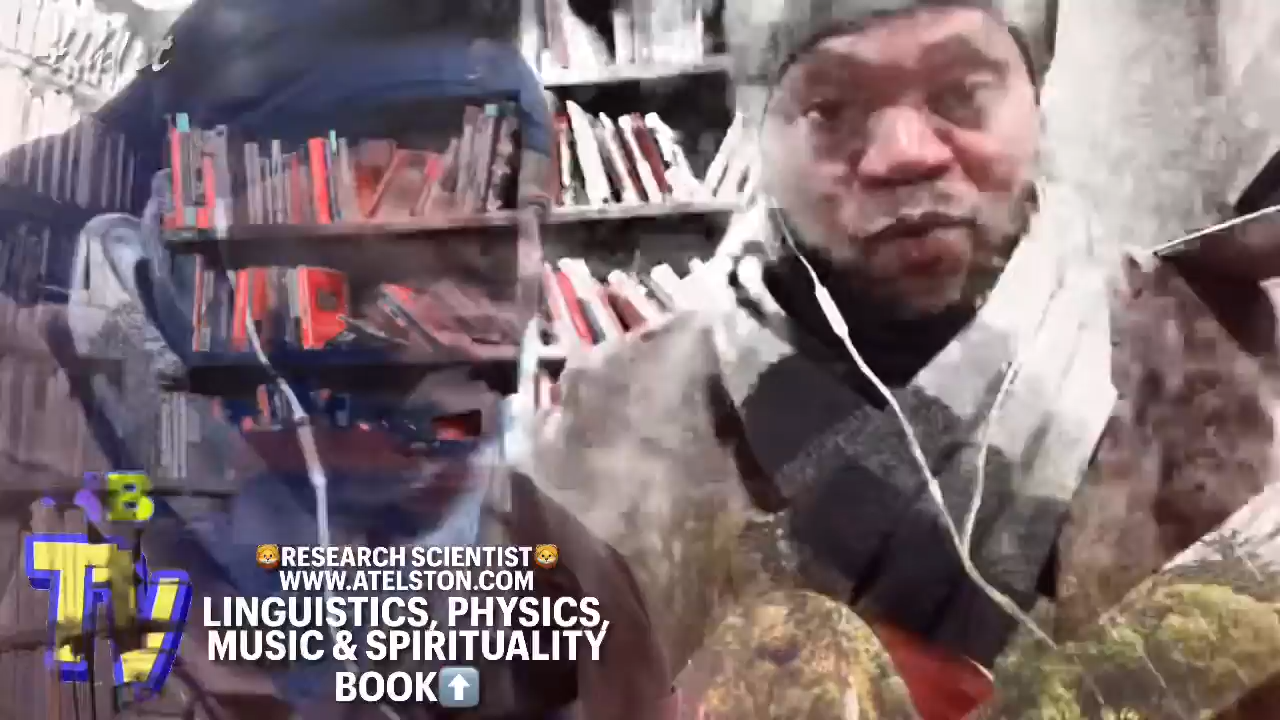 B
TV
🦁RESEARCH SCIENTIST🦁
WWW.ATELSTON.COM
LINGUISTICS, PHYSICS,
MUSIC & SPIRITUALITY
BOOK⬆️